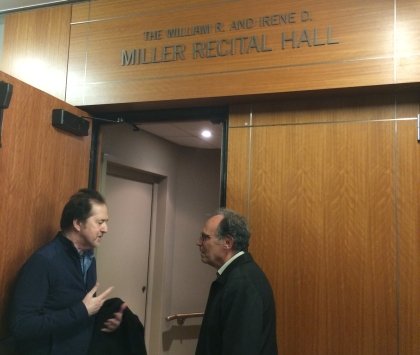 THE WILLIAM R. AND IRENE D.
MILLER RECITAL HALL